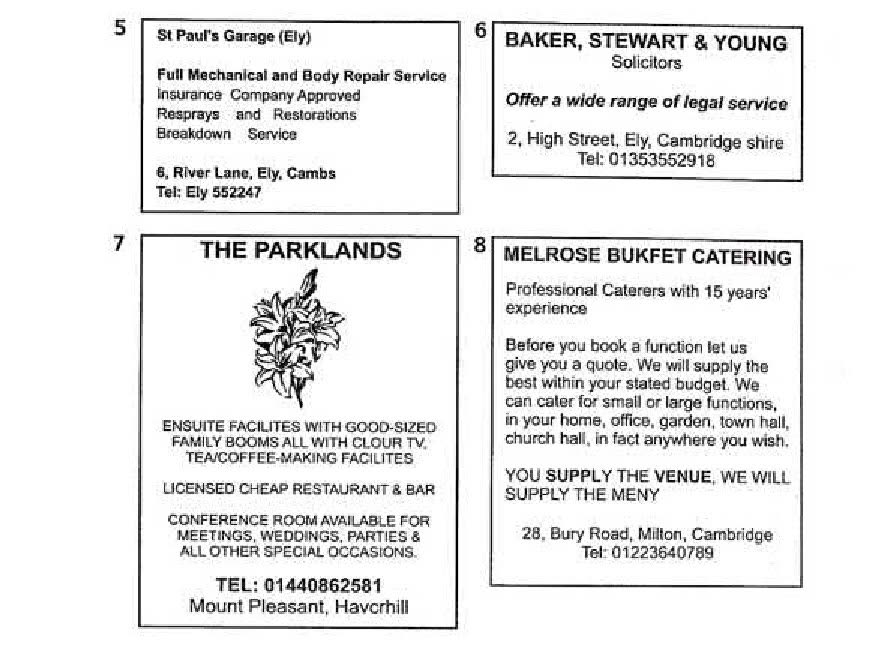 5
St Paul's Garage (Ely)
Full Mechanical and Body Repair Service
Insurance Company Approved
Resprays and Restorations
Breakdown Service
6, River Lane, Ely, Cambs
Tel: Ely 552247
6
BAKER, STEWART & YOUNG
Solicitors
Offer a wide range of legal service
2, High Street, Ely, Cambridge shire
Tel: 01353552918
7
THE PARKLANDS
ENSUITE FACILITES WITH GOOD-SIZED
FAMILY BOOMS ALL WITH CLOUR TV,
TEA/COFFEE-MAKING FACILITES
LICENSED CHEAP RESTAURANT & BAR
CONFERENCE ROOM AVAILABLE FOR
MEETINGS, WEDDINGS, PARTIES &
ALL OTHER SPECIAL OCCASIONS.
TEL: 01440862581
Mount Pleasant, Havcrhill
8
MELROSE BUKFET CATERING
Professional Caterers with 15 years'
experience
Before you book a function let us
give you a quote. We will supply the
best within your stated budget. We
can cater for small or large functions,
in your home, office, garden, town hall,
church hall, in fact anywhere you wish.
YOU SUPPLY THE VENUE, WE WILL
SUPPLY THE MENY
28, Bury Road, Milton, Cambridge
Tel: 01223640789